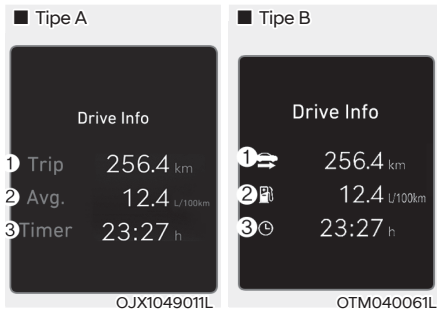 ■ Tipe A
Drive Info
1 Trip 256.4 km
2 Avg. 12.4 L/100km
3 Timer 23:27 h
OJX1049011L
■ Tipe B
Drive Info
1 256.4 km
2 12.4 L/100km
3 23:27 h
OTM040061L